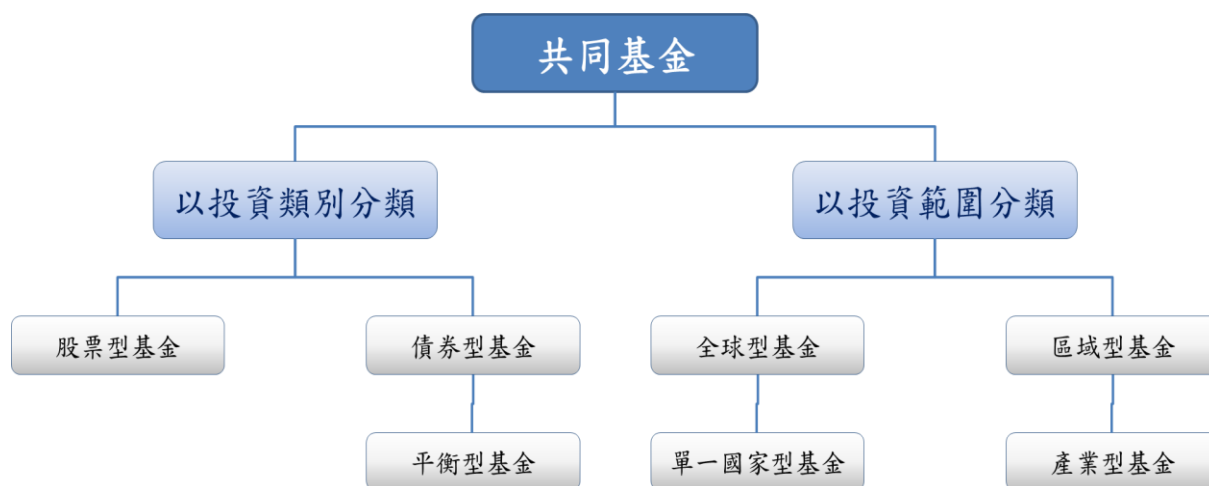 共同基金
以投資類別分類
以投資範圍分類
股票型基金
債券型基金
全球型基金
區域型基金
平衡型基金
單一國家型基金
產業型基金